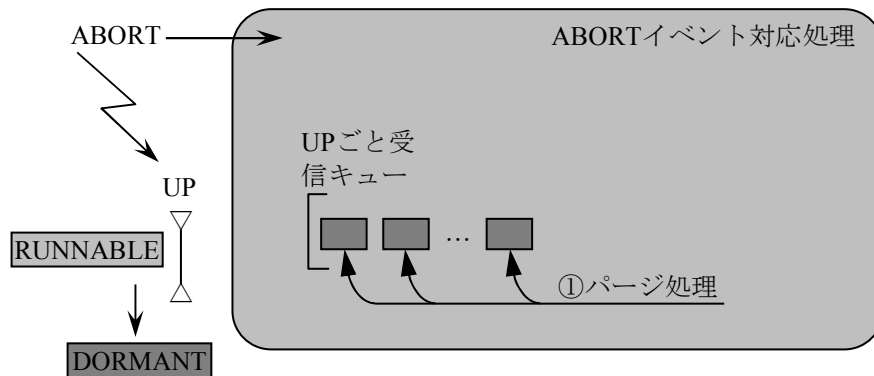 ABORT
ABORTイベント対応処理
UPごと受
信キュー
UP
RUNNABLE
…
①パージ処理
DORMANT